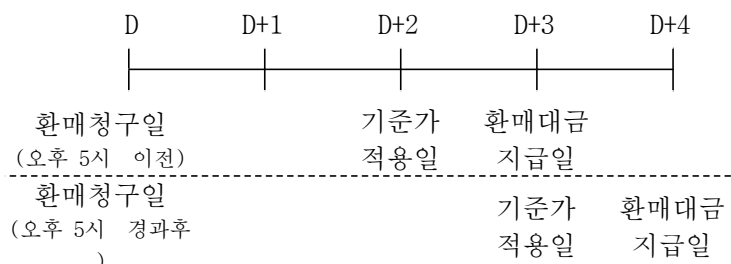 D D+1 D+2 D+3 D+4
환매청구일 기준가 환매대금
(오후 5시 이전) 적용일 지급일
환매청구일 기준가 환매대금
(오후 5시 경과후 적용일 지급일
)